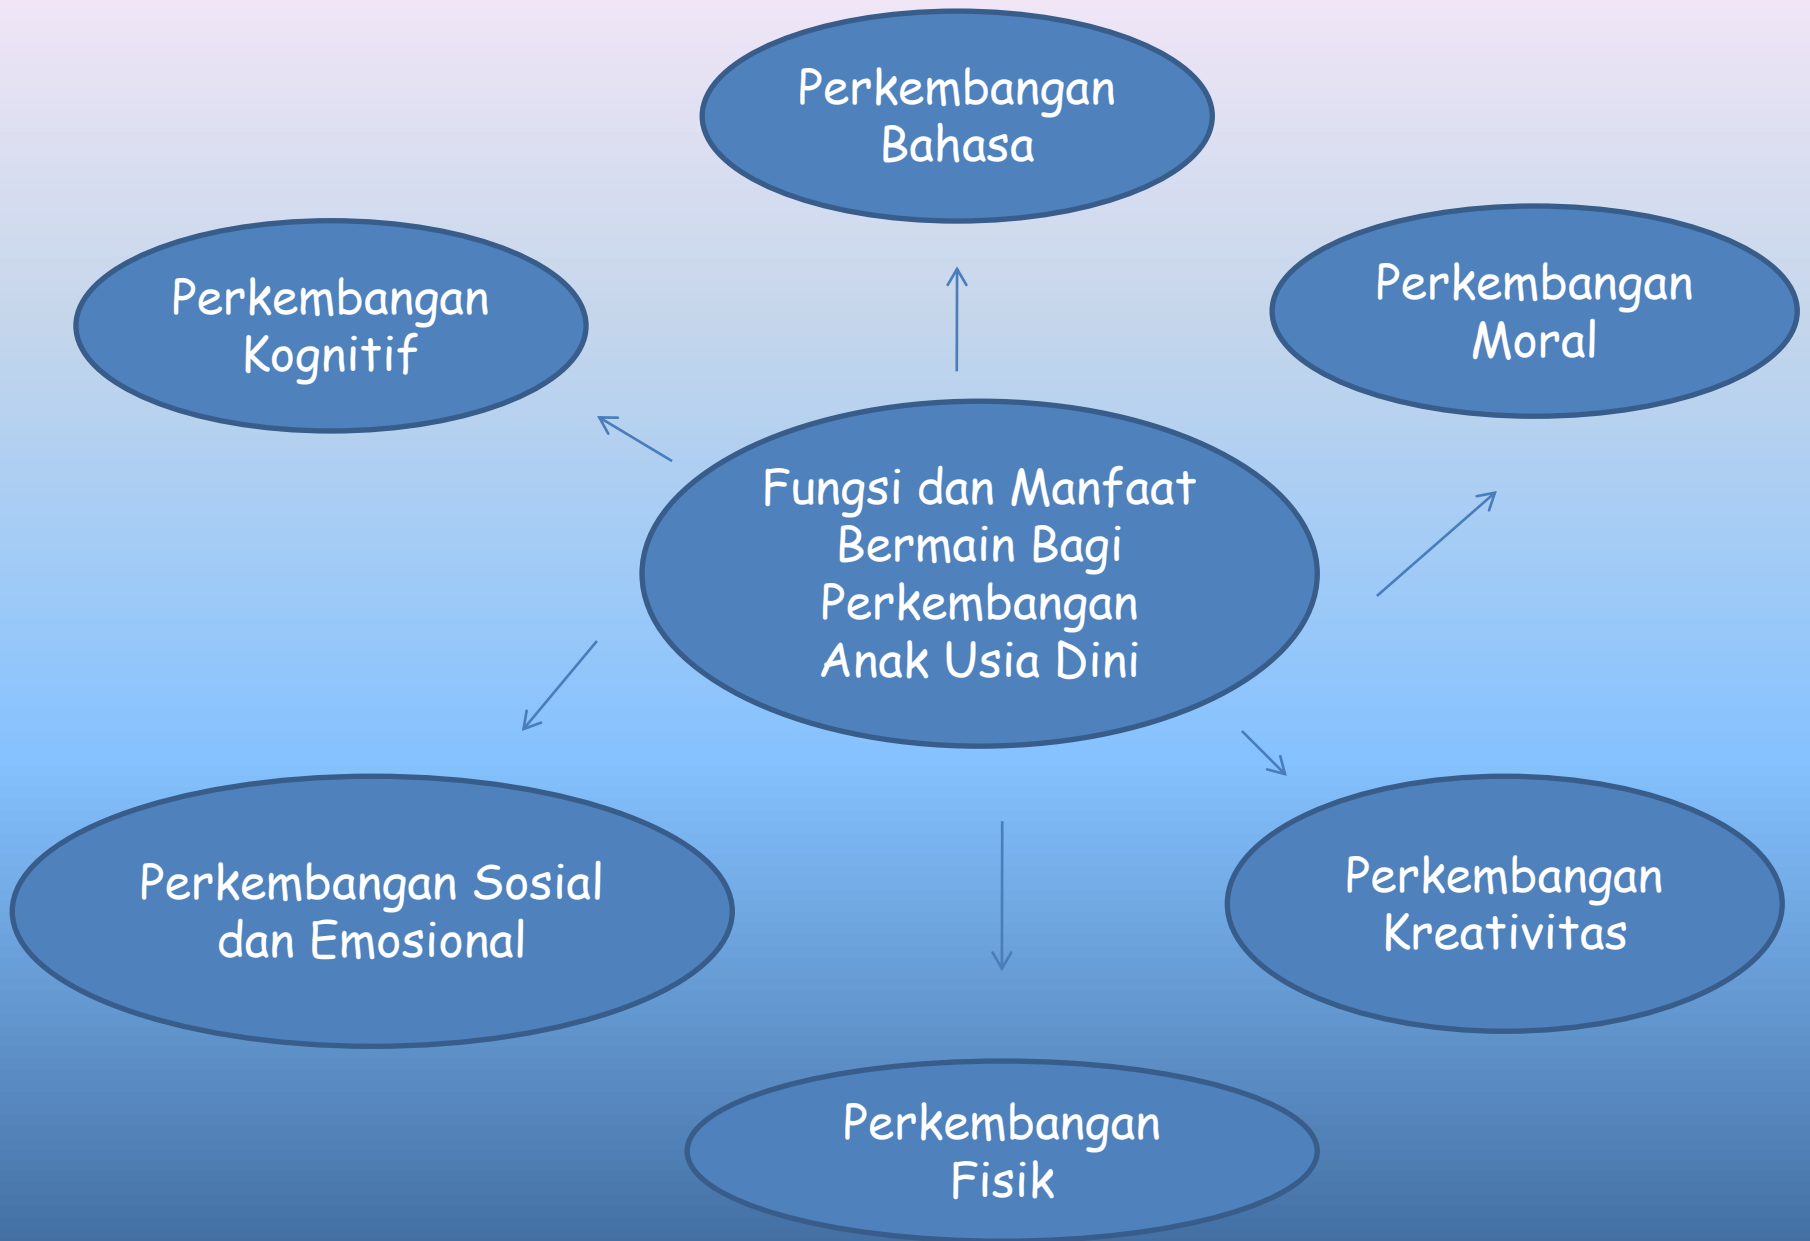 Perkembangan
Bahasa
Perkembangan
Kognitif
Perkembangan
Moral
Fungsi dan Manfaat
Bermain Bagi
Perkembangan
Anak Usia Dini
Perkembangan Sosial
dan Emosional
Perkembangan
Kreativitas
Perkembangan
Fisik